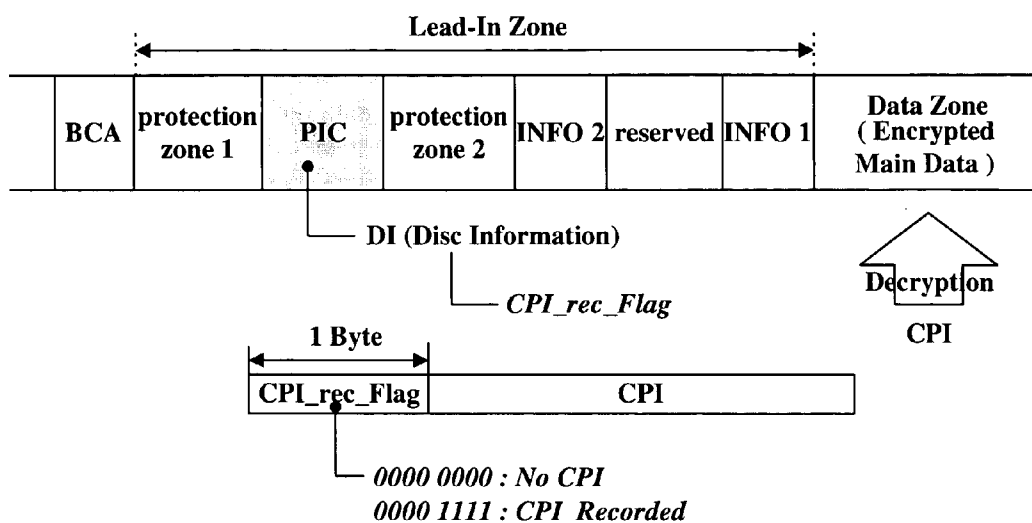 Lead-In Zone
BCA
protection
zone 1
PIC
protection
zone 2
INFO 2
reserved
INFO 1
Data Zone
( Encrypted
Main Data )
DI (Disc Information)
CPI_rec_Flag
Decryption
CPI
1 Byte
CPI_rec_Flag
CPI
0000 0000 : No CPI
0000 1111 : CPI Recorded